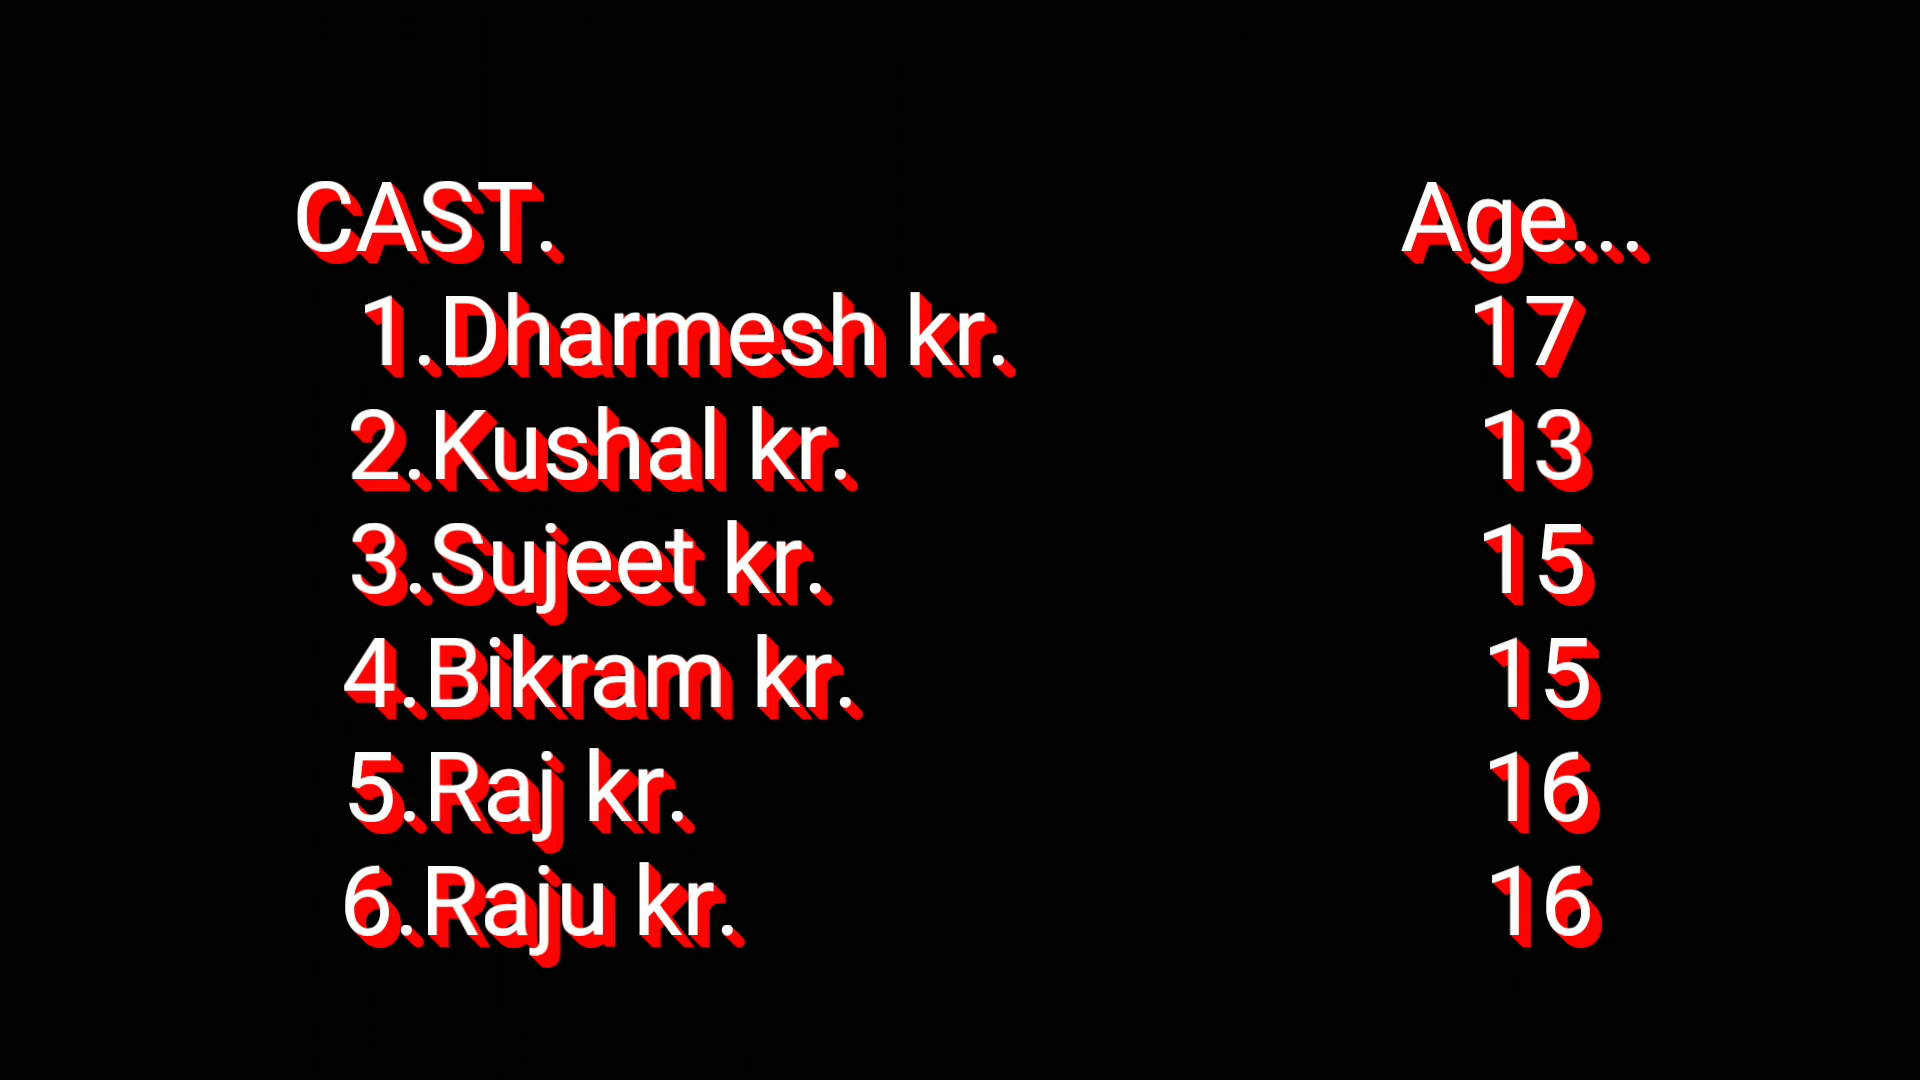 CAST. Age...
1.Dharmesh kr. 17
2.Kushal kr. 13
3.Sujeet kr. 15
4.Bikram kr. 15
5.Raj kr. 16
6.Raju kr. 16